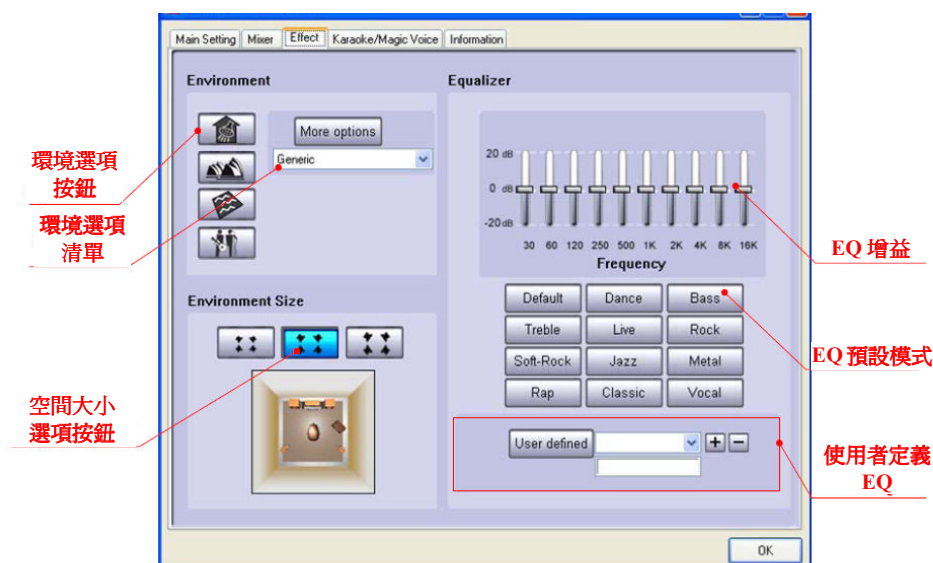 Main Setting Mixer Effect Karaoke/Magic Voice Information
Environment
More options
Generic
Environment Size
Equalizer
20 dB
0 dB
-20 dB
30 60 120 250 500 1K 2K 4K 8K 16K
Frequency
Default Dance Bass
Treble Live Rock
Soft-Rock Jazz Metal
Rap Classic Vocal
User defined
OK
環境選項
按鈕
環境選項
清單
空間大小
選項按鈕
EQ 增益
EQ 預設模式
使用者定義
EQ